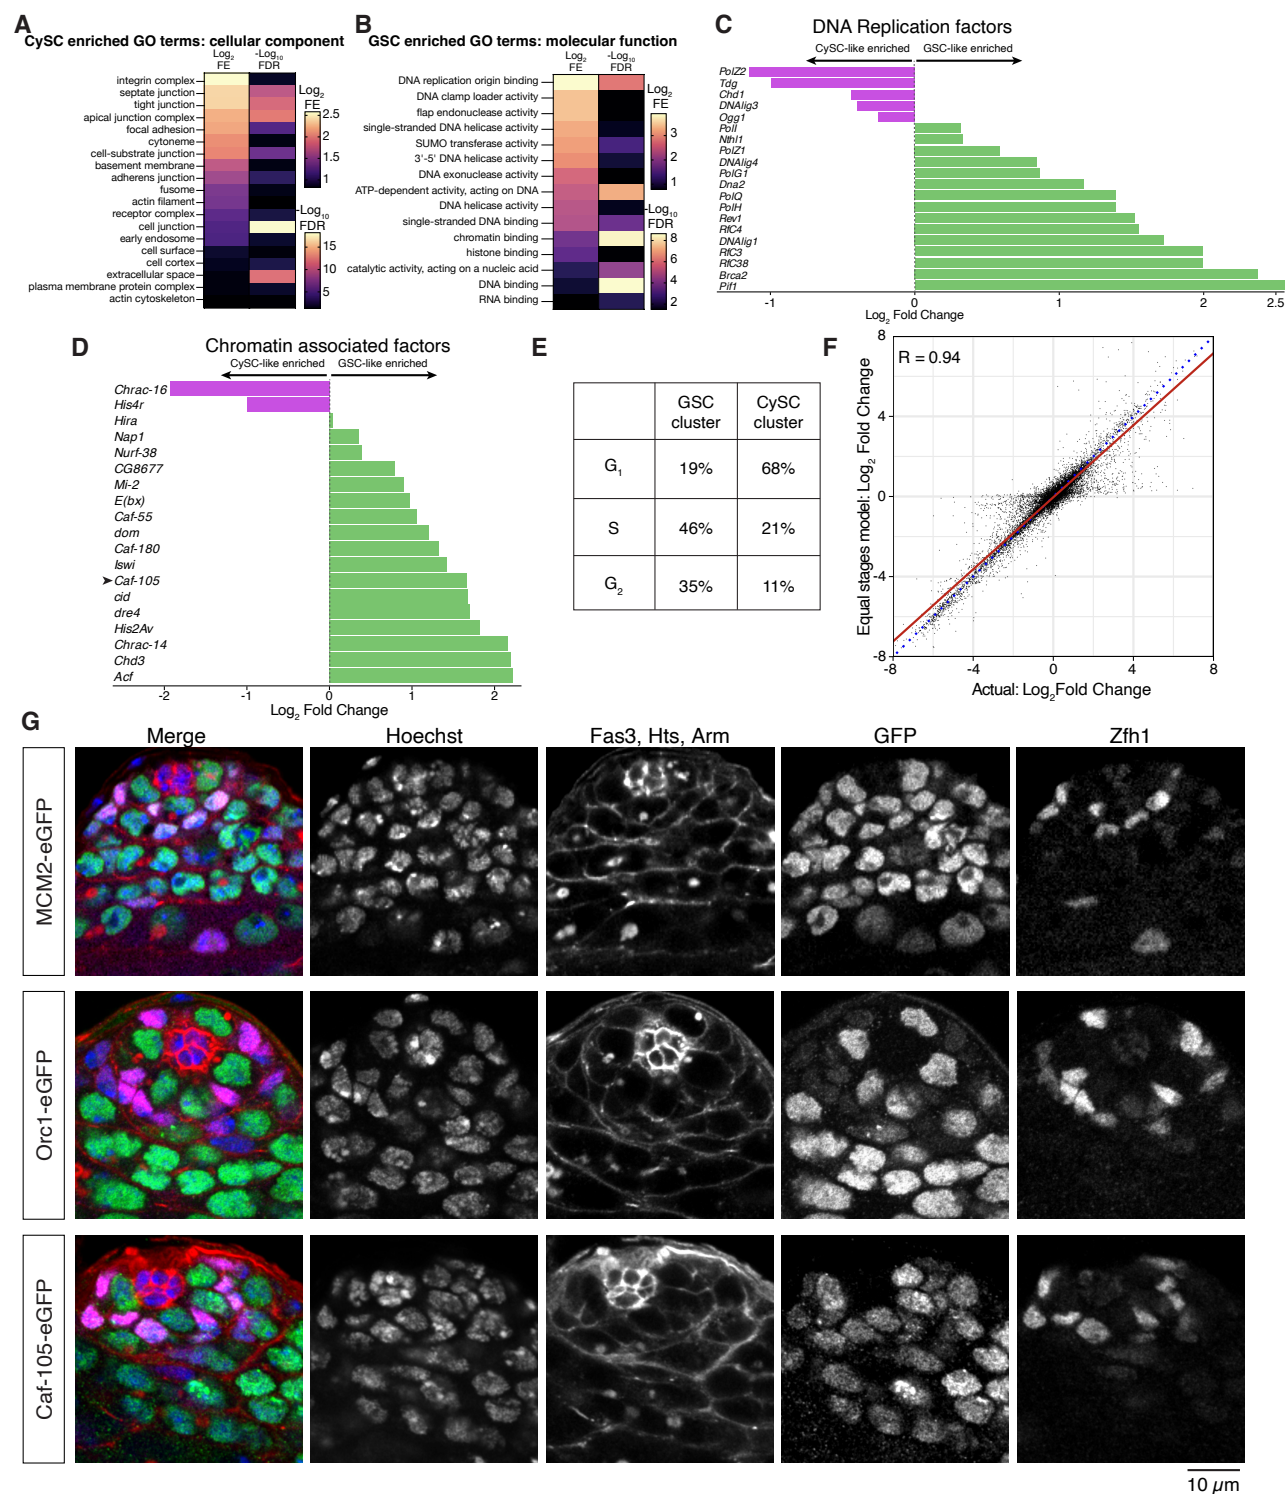 A
CySC enriched GO terms: cellular component
Log2 FE
-Log10 FDR
integrin complex
septate junction
tight junction
apical junction complex
focal adhesion
cytoneme
cell-substrate junction
basement membrane
adherens junction
fusome
actin filament
receptor complex
cell junction
early endosome
cell surface
cell cortex
extracellular space
plasma membrane protein complex
actin cytoskeleton
Log2 FE
2.5
2
1.5
1
-Log10 FDR
15
10
5
B
GSC enriched GO terms: molecular function
Log2 FE
-Log10 FDR
DNA replication origin binding
DNA clamp loader activity
flap endonuclease activity
single-stranded DNA helicase activity
SUMO transferase activity
3'-5' DNA helicase activity
DNA exonuclease activity
ATP-dependent activity, acting on DNA
DNA helicase activity
single-stranded DNA binding
chromatin binding
histone binding
catalytic activity, acting on a nucleic acid
DNA binding
RNA binding
Log2 FE
3
2
1
-Log10 FDR
8
6
4
2
C
DNA Replication factors
CySC-like enriched
GSC-like enriched
PolZ2
Tdg
Chd1
DNAlig3
Ogg1
PolI
Nthl1
PolZ1
DNAlig4
PolG1
Dna2
PolQ
PolH
Rev1
RfC4
DNAlig1
RfC3
RfC38
Brca2
Pif1
-1
0
1
2
2.5
Log2 Fold Change
D
Chromatin associated factors
CySC-like enriched
GSC-like enriched
Chrac-16
His4r
Hira
Nap1
Nurf-38
CG8677
Mi-2
E(bx)
Caf-55
dom
Caf-180
Iswi
➤Caf-105
cid
dre4
His2Av
Chrac-14
Chd3
Acf
-2
-1
0
1
2
Log2 Fold Change
E
GSC cluster
CySC cluster
G1 19% 68%
S 46% 21%
G2 35% 11%
F
R = 0.94
Equal stages model: Log2 Fold Change
8
4
0
-4
-8
-8
-4
0
4
8
Actual: Log2Fold Change
G
Merge
Hoechst
Fas3, Hts, Arm
GFP
Zfh1
MCM2-eGFP
Orc1-eGFP
Caf-105-eGFP
10 µm